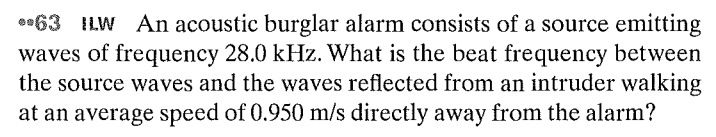 ••63 ILW An acoustic burglar alarm consists of a source emitting
waves of frequency 28.0 kHz. What is the beat frequency between
the source waves and the waves reflected from an intruder walking
at an average speed of 0.950 m/s directly away from the alarm?